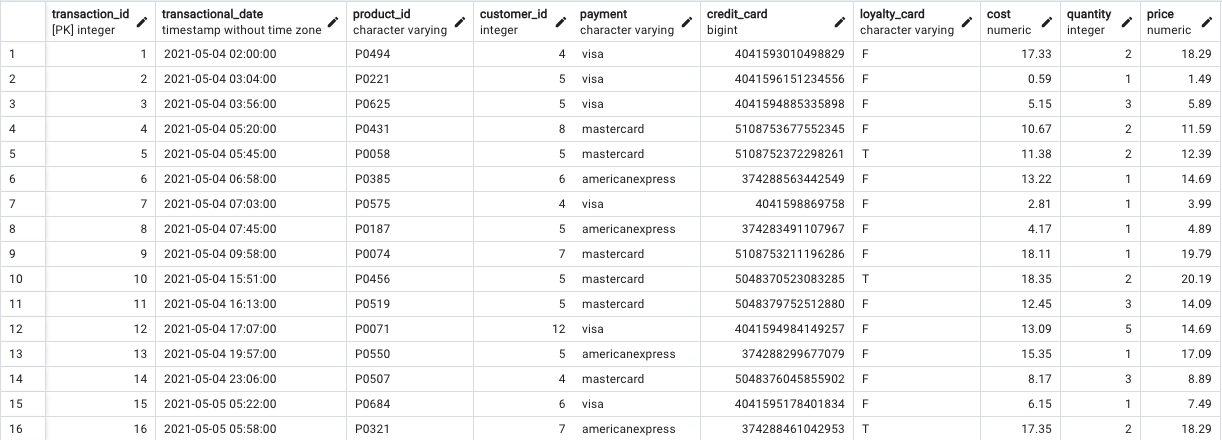 transaction_id transactional_date product_id customer_id payment credit_card loyalty_card cost quantity price
[PK] integer timestamp without time zone character varying integer character varying bigint character varying numeric integer numeric
1 1 2021-05-04 02:00:00 P0494 4 visa 4041593010498829 F 17.33 2 18.29
2 2 2021-05-04 03:04:00 P0221 5 visa 4041596151234556 F 0.59 1 1.49
3 3 2021-05-04 03:56:00 P0625 5 visa 4041594885335898 F 5.15 3 5.89
4 4 2021-05-04 05:20:00 P0431 8 mastercard 5108753677552345 F 10.67 2 11.59
5 5 2021-05-04 05:45:00 P0058 5 mastercard 5108752372298261 T 11.38 2 12.39
6 6 2021-05-04 06:58:00 P0385 6 americanexpress 374288563442549 F 13.22 1 14.69
7 7 2021-05-04 07:03:00 P0575 4 visa 4041598869758 F 2.81 1 3.99
8 8 2021-05-04 07:45:00 P0187 5 americanexpress 374283491107967 F 4.17 1 4.89
9 9 2021-05-04 09:58:00 P0074 7 mastercard 5108753211196286 F 18.11 1 19.79
10 10 2021-05-04 15:51:00 P0456 5 mastercard 5048370523083285 T 18.35 2 20.19
11 11 2021-05-04 16:13:00 P0519 5 mastercard 5048379752512880 F 12.45 3 14.09
12 12 2021-05-04 17:07:00 P0071 12 visa 4041594984149257 F 13.09 5 14.69
13 13 2021-05-04 19:57:00 P0550 5 americanexpress 374288299677079 F 15.35 1 17.09
14 14 2021-05-04 23:06:00 P0507 4 mastercard 5048376045855902 F 8.17 3 8.89
15 15 2021-05-05 05:22:00 P0684 6 visa 4041595178401834 F 6.15 1 7.49
16 16 2021-05-05 05:58:00 P0321 7 americanexpress 374288461042953 T 17.35 2 18.29